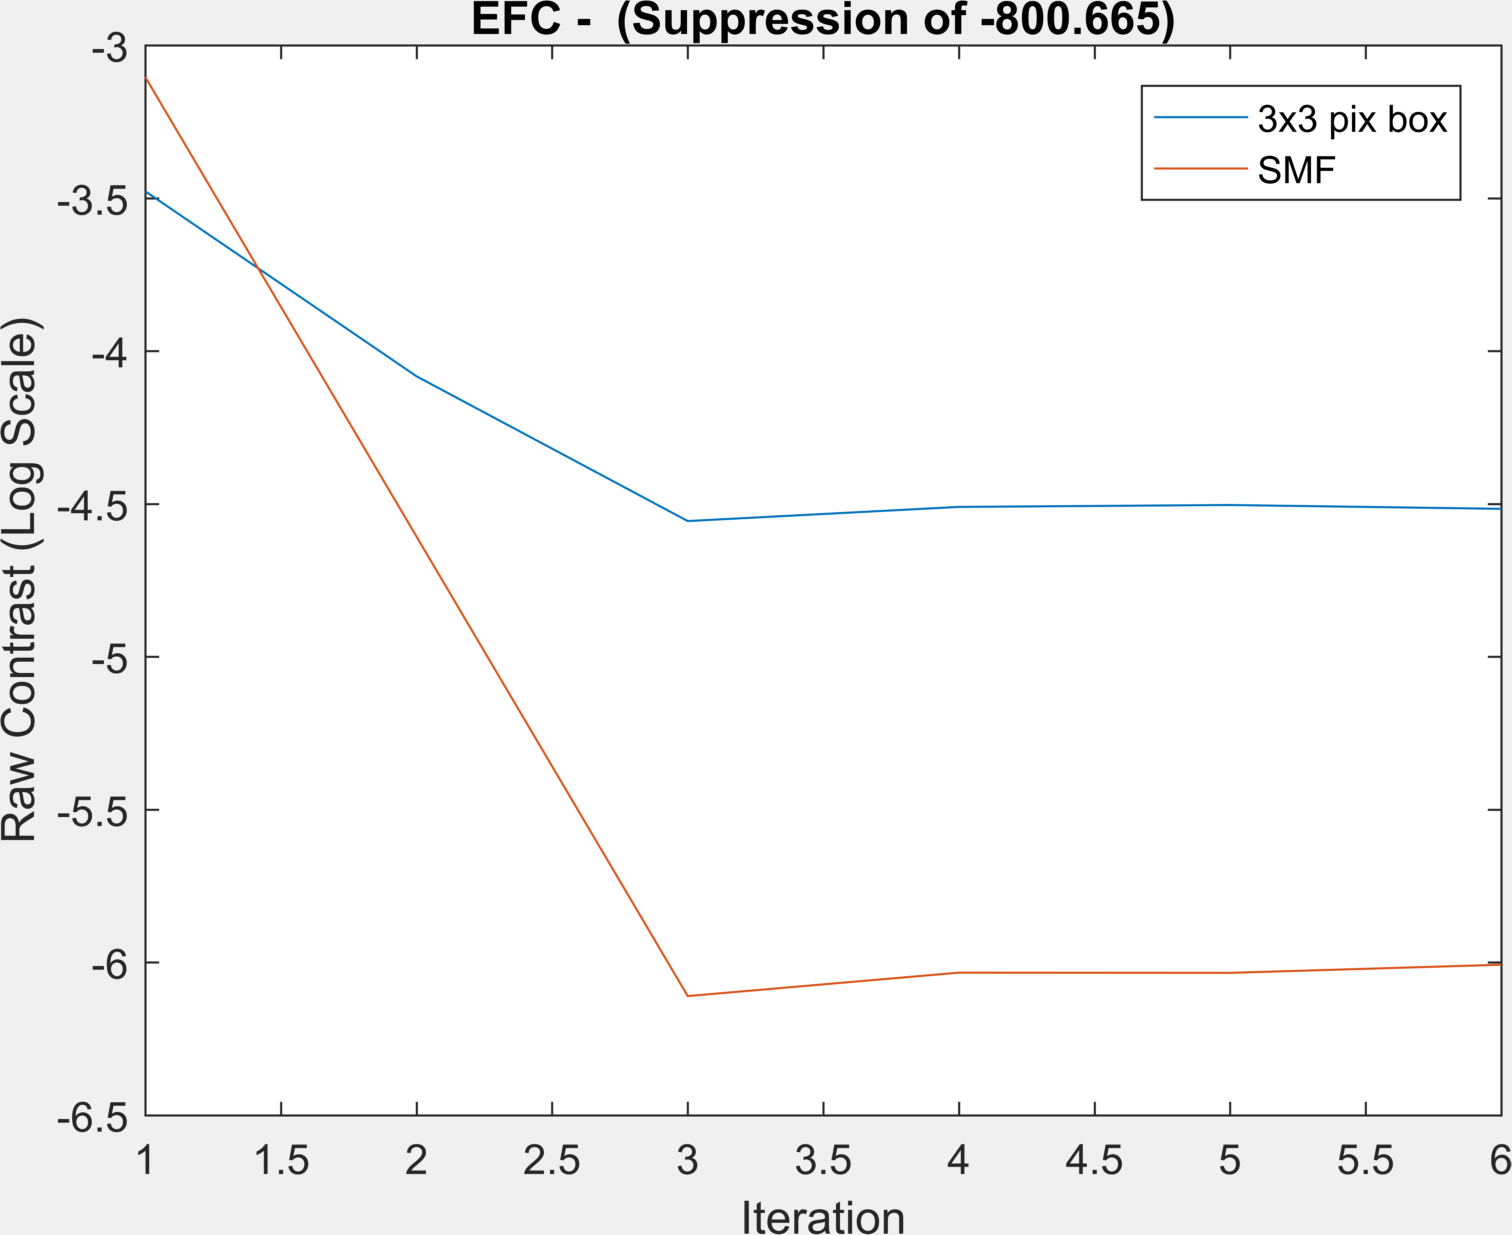 EFC -  (Suppression of -800.665)
-3
-3.5
-4
-4.5
-5
-5.5
-6
-6.5
Raw Contrast (Log Scale)
3x3 pix box
SMF
1 1.5 2 2.5 3 3.5 4 4.5 5 5.5 6
Iteration